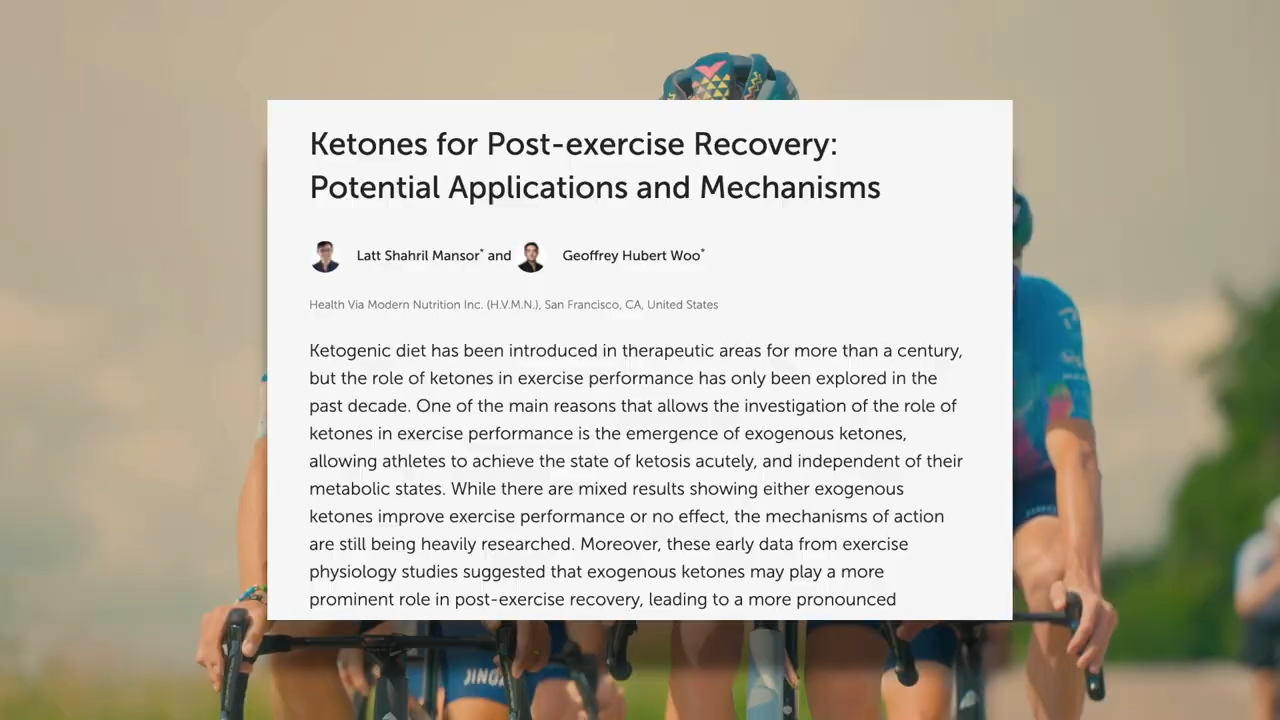 Ketones for Post-exercise Recovery:
Potential Applications and Mechanisms
Latt Shahril Mansor* and Geoffrey Hubert Woo*
Health Via Modern Nutrition Inc. (H.V.M.N.), San Francisco, CA, United States
Ketogenic diet has been introduced in therapeutic areas for more than a century,
but the role of ketones in exercise performance has only been explored in the
past decade. One of the main reasons that allows the investigation of the role of
ketones in exercise performance is the emergence of exogenous ketones,
allowing athletes to achieve the state of ketosis acutely, and independent of their
metabolic states. While there are mixed results showing either exogenous
ketones improve exercise performance or no effect, the mechanisms of action
are still being heavily researched. Moreover, these early data from exercise
physiology studies suggested that exogenous ketones may play a more
prominent role in post-exercise recovery, leading to a more pronounced